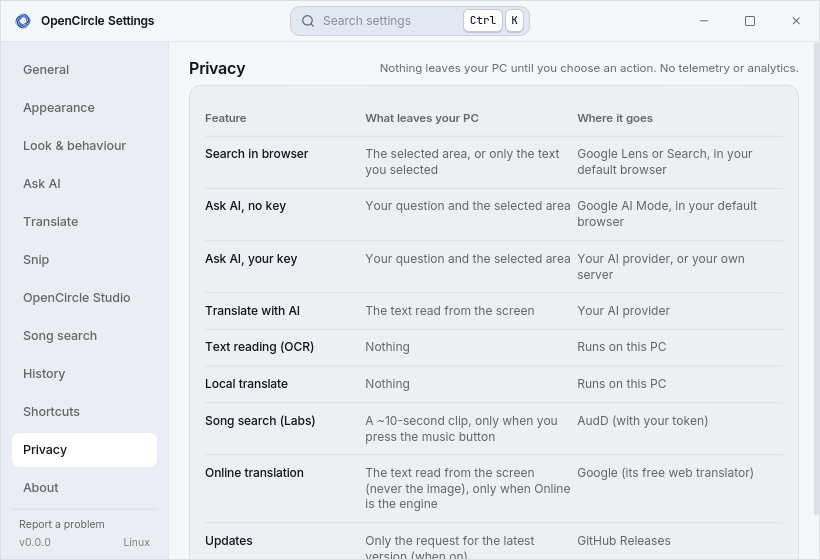 OpenCircle Settings
Search settings
Ctrl K
General
Appearance
Look & behaviour
Ask AI
Translate
Snip
OpenCircle Studio
Song search
History
Shortcuts
Privacy
About
Report a problem
v0.0.0 Linux
Privacy
Nothing leaves your PC until you choose an action. No telemetry or analytics.
Feature What leaves your PC Where it goes
Search in browser The selected area, or only the text Google Lens or Search, in your
you selected default browser
Ask AI, no key Your question and the selected area Google AI Mode, in your default
browser
Ask AI, your key Your question and the selected area Your AI provider, or your own
server
Translate with AI The text read from the screen Your AI provider
Text reading (OCR) Nothing Runs on this PC
Local translate Nothing Runs on this PC
Song search (Labs) A ~10-second clip, only when you AudD (with your token)
press the music button
Online translation The text read from the screen Google (its free web translator)
(never the image), only when Online
is the engine
Updates Only the request for the latest GitHub Releases
version (when on)